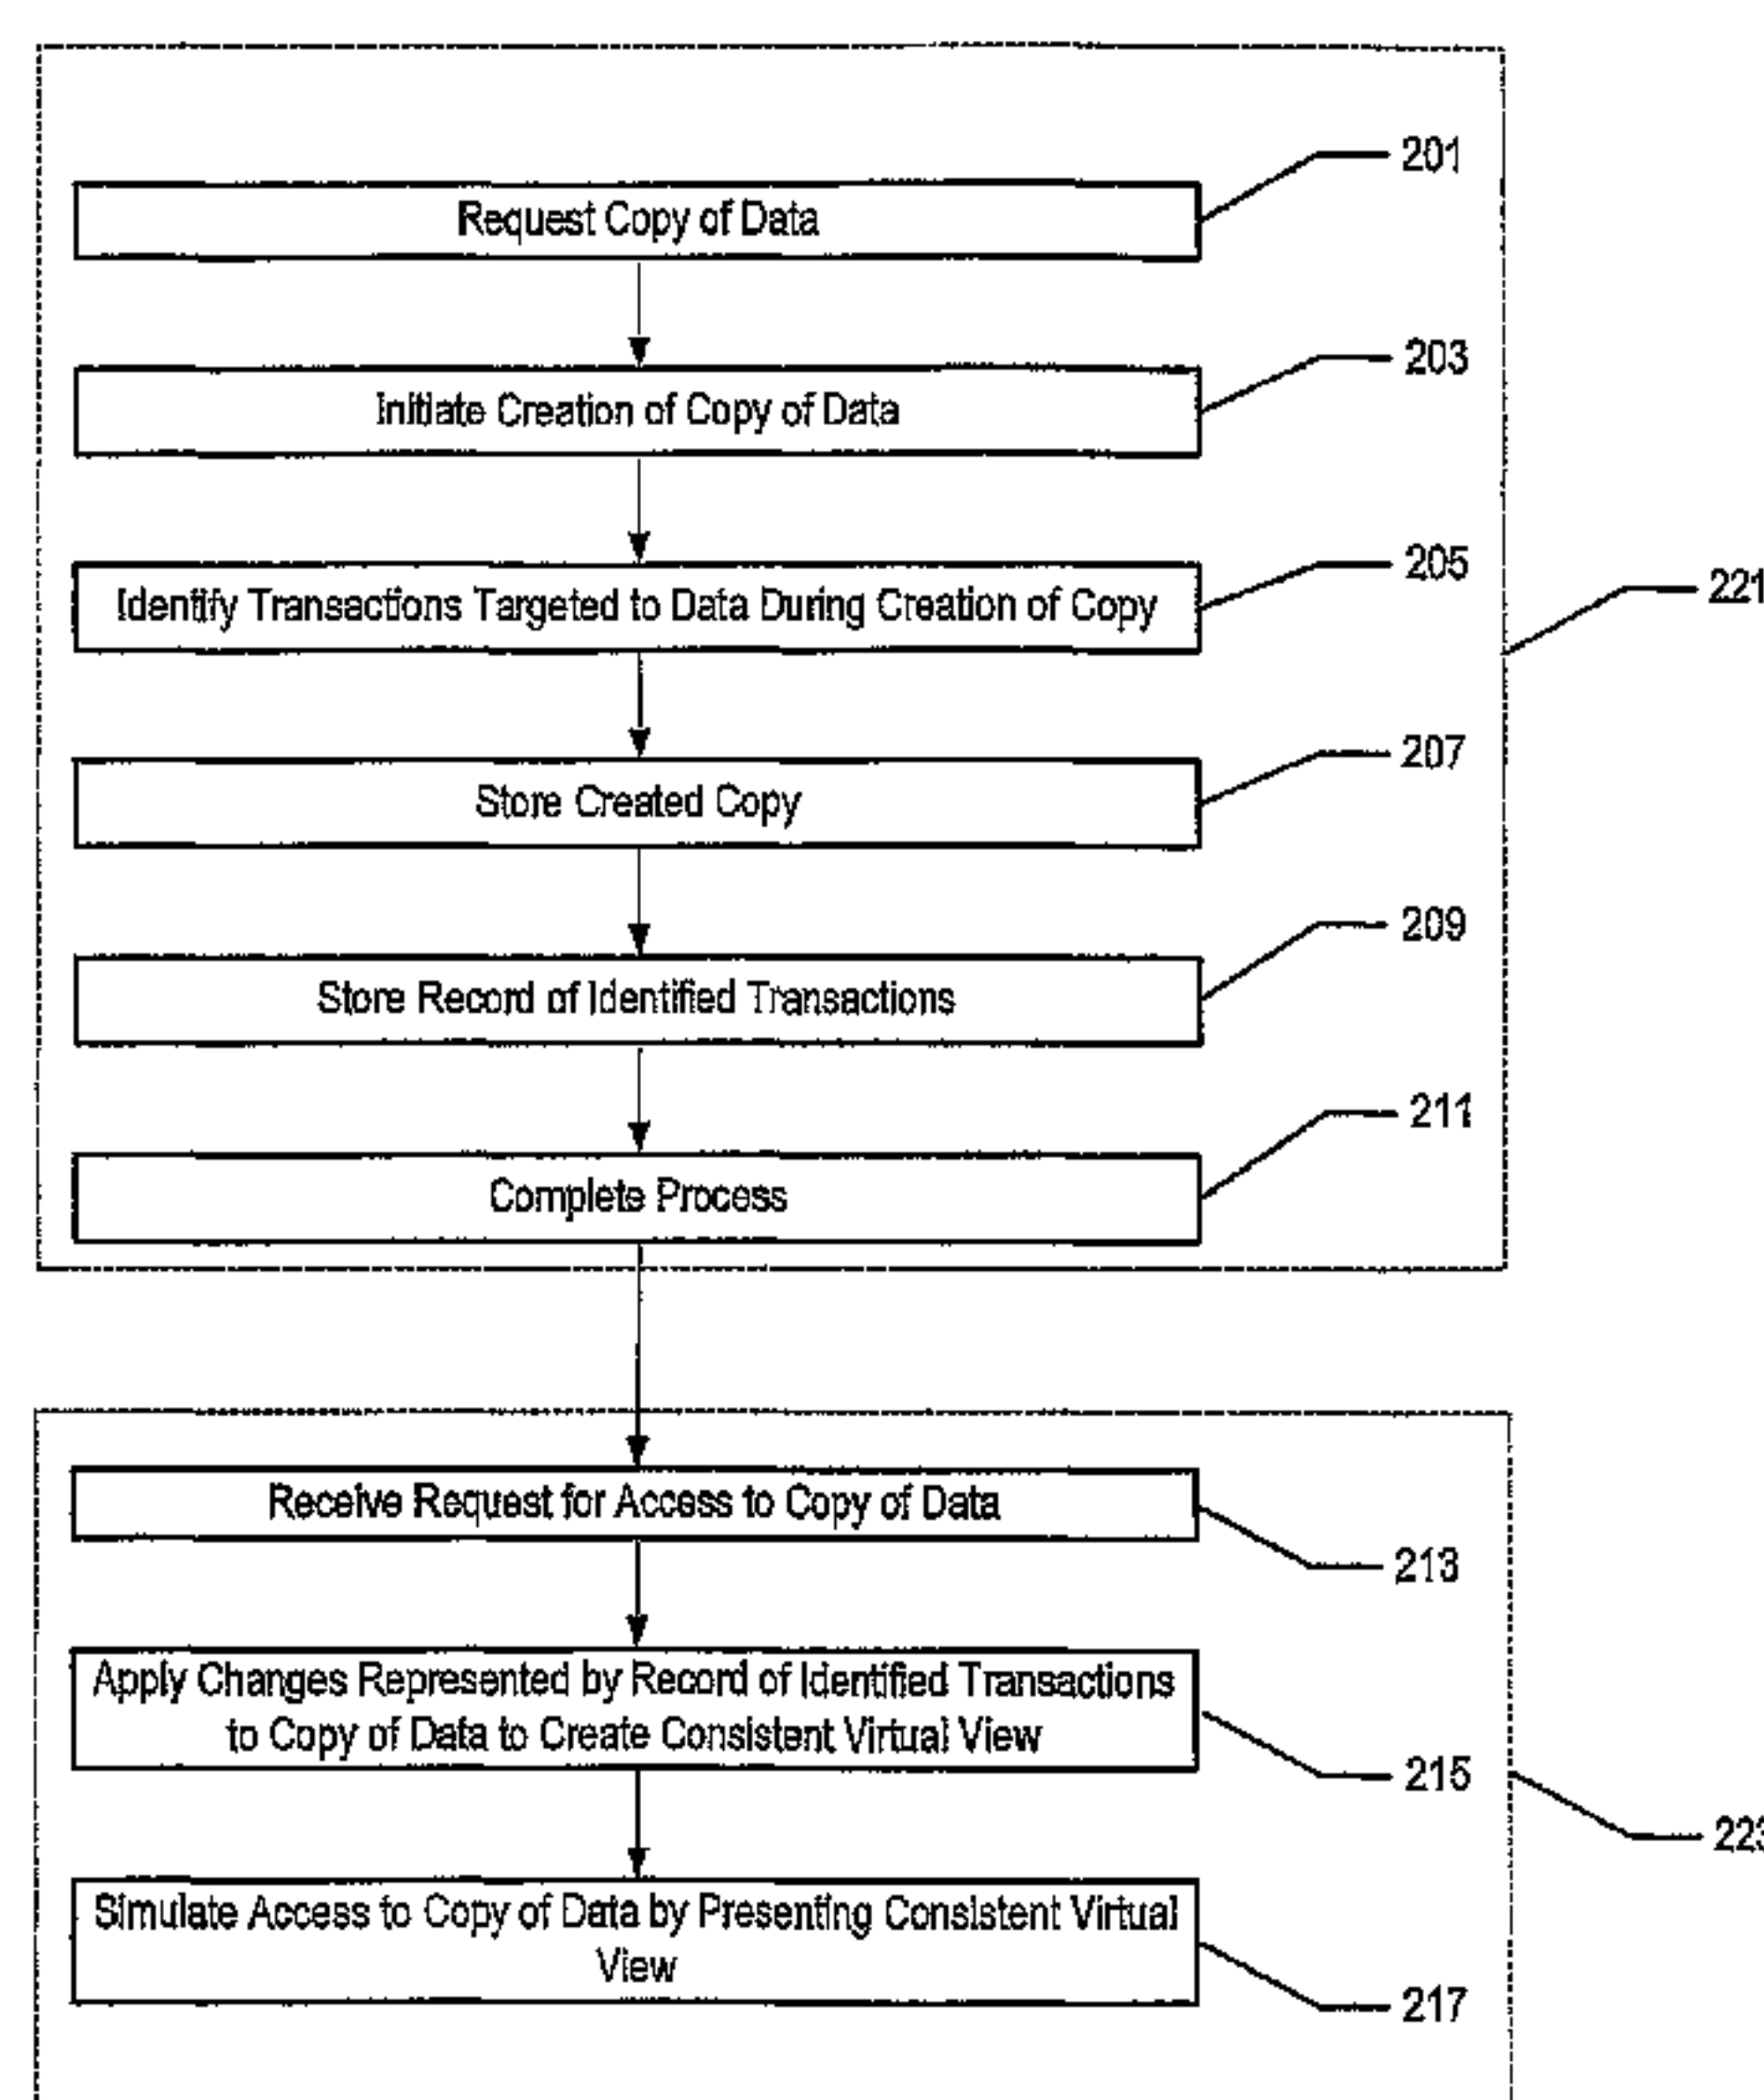 201
Request Copy of Data
203
Initiate Creation of Copy of Data
205
221
Identify Transactions Targeted to Data During Creation of Copy
207
Store Created Copy
209
Store Record of Identified Transactions
211
Complete Process
Receive Request for Access to Copy of Data
213
Apply Changes Represented by Record of Identified Transactions
to Copy of Data to Create Consistent Virtual View
215
223
Simulate Access to Copy of Data by Presenting Consistent Virtual
View
217